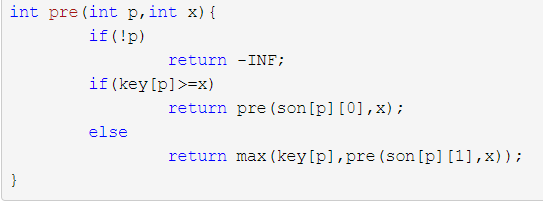 int pre(int p,int x){
if(!p)
return -INF;
if(key[p]>=x)
return pre(son[p][0],x);
else
return max(key[p],pre(son[p][1],x));
}